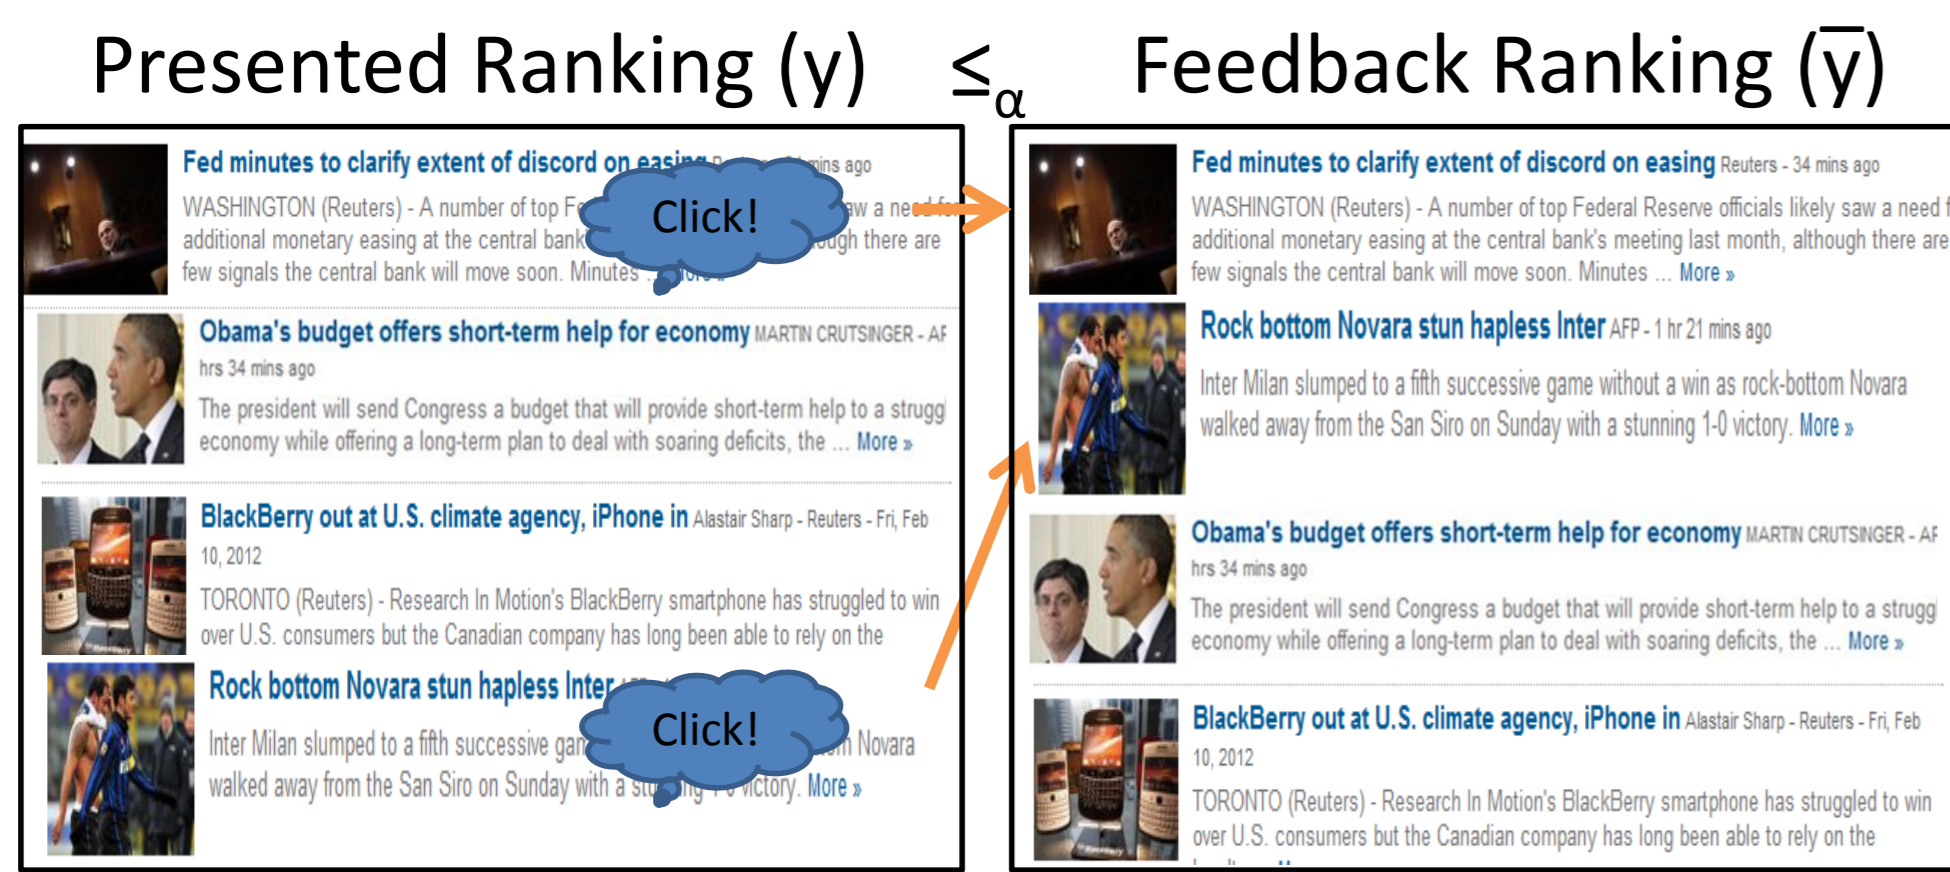 Presented Ranking (y) ≤α Feedback Ranking (y̅)
Fed minutes to clarify extent of discord on easing mins ago
WASHINGTON (Reuters) - A number of top aw a need
additional monetary easing at the central bank ough there are
few signals the central bank will move soon. Minutes
Click!
Obama's budget offers short-term help for economy MARTIN CRUTSINGER - AP
hrs 34 mins ago
The president will send Congress a budget that will provide short-term help to a strugg
economy while offering a long-term plan to deal with soaring deficits, the ... More »
BlackBerry out at U.S. climate agency, iPhone in Alastair Sharp - Reuters - Fri, Feb
10, 2012
TORONTO (Reuters) - Research In Motion's BlackBerry smartphone has struggled to win
over U.S. consumers but the Canadian company has long been able to rely on the
Rock bottom Novara stun hapless Inter
Inter Milan slumped to a fifth successive Novara
walked away from the San Siro on Sunday with a victory. More »
Click!
Fed minutes to clarify extent of discord on easing Reuters - 34 mins ago
WASHINGTON (Reuters) - A number of top Federal Reserve officials likely saw a need f
additional monetary easing at the central bank's meeting last month, although there are
few signals the central bank will move soon. Minutes ... More »
Rock bottom Novara stun hapless Inter AFP - 1 hr 21 mins ago
Inter Milan slumped to a fifth successive game without a win as rock-bottom Novara
walked away from the San Siro on Sunday with a stunning 1-0 victory. More »
Obama's budget offers short-term help for economy MARTIN CRUTSINGER - AP
hrs 34 mins ago
The president will send Congress a budget that will provide short-term help to a strugg
economy while offering a long-term plan to deal with soaring deficits, the ... More »
BlackBerry out at U.S. climate agency, iPhone in Alastair Sharp - Reuters - Fri, Feb
10, 2012
TORONTO (Reuters) - Research In Motion's BlackBerry smartphone has struggled to win
over U.S. consumers but the Canadian company has long been able to rely on the